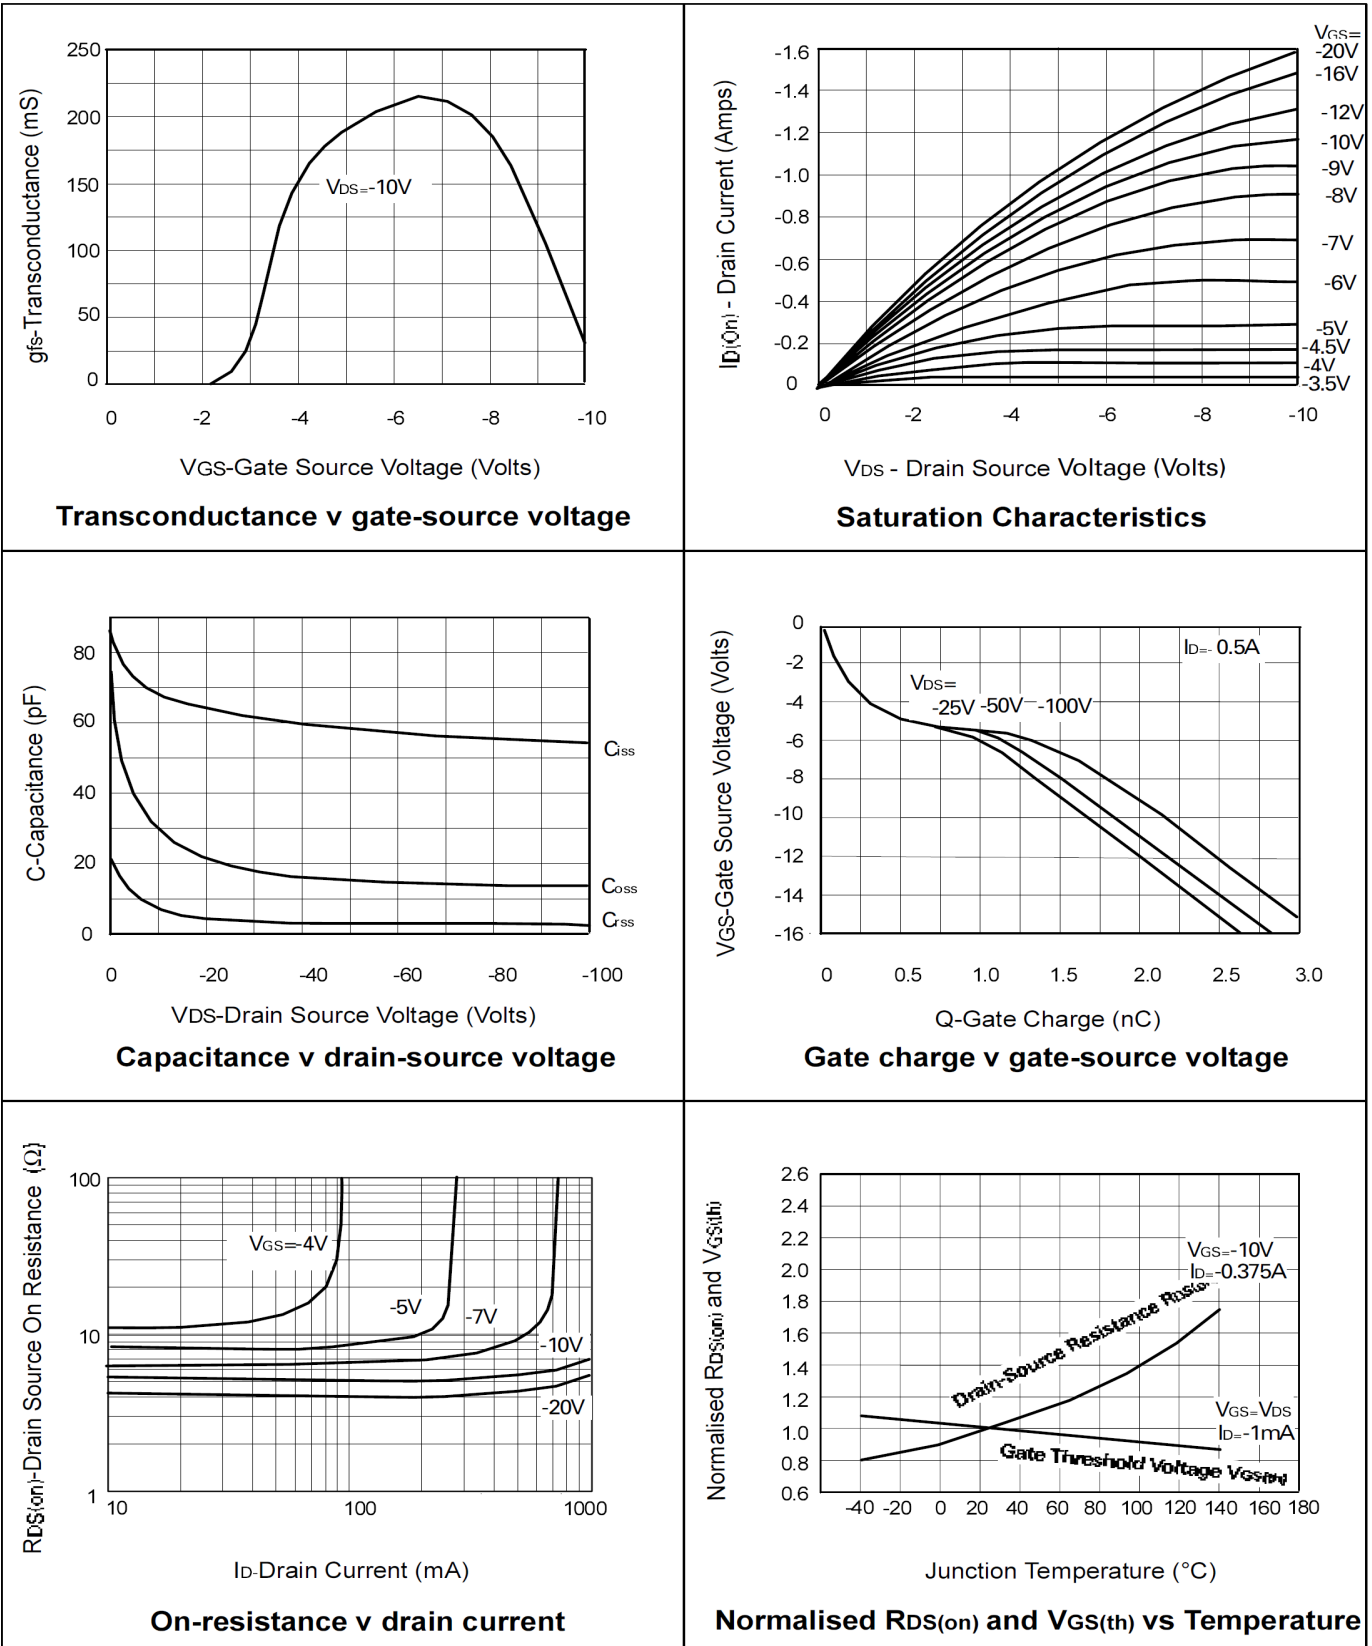 gfs-Transconductance (mS)
250
200
150
100
50
0
VDS=-10V
0 -2 -4 -6 -8 -10
VGS-Gate Source Voltage (Volts)
Transconductance v gate-source voltage
ID(On) - Drain Current (Amps)
-1.6
-1.4
-1.2
-1.0
-0.8
-0.6
-0.4
-0.2
0
VGS=
-20V
-16V
-12V
-10V
-9V
-8V
-7V
-6V
-5V
-4.5V
-4V
-3.5V
0 -2 -4 -6 -8 -10
VDS - Drain Source Voltage (Volts)
Saturation Characteristics
C-Capacitance (pF)
80
60
40
20
0
Ciss
Coss
Crss
0 -20 -40 -60 -80 -100
VDS-Drain Source Voltage (Volts)
Capacitance v drain-source voltage
VGS-Gate Source Voltage (Volts)
0
-2
-4
-6
-8
-10
-12
-14
-16
ID=- 0.5A
VDS=
-25V -50V -100V
0 0.5 1.0 1.5 2.0 2.5 3.0
Q-Gate Charge (nC)
Gate charge v gate-source voltage
RDS(on)-Drain Source On Resistance (Ω)
100
10
1
VGS=-4V
-5V
-7V
-10V
-20V
10 100 1000
ID-Drain Current (mA)
On-resistance v drain current
Normalised RDS(on) and VGS(th)
2.6
2.4
2.2
2.0
1.8
1.6
1.4
1.2
1.0
0.8
0.6
VGS=-10V
ID=-0.375A
Drain-Source Resistance
VGS=VDS
ID=-1mA
Gate Threshold Voltage VGS(th)
-40 -20 0 20 40 60 80 100 120 140 160 180
Junction Temperature (°C)
Normalised RDS(on) and VGS(th) vs Temperature